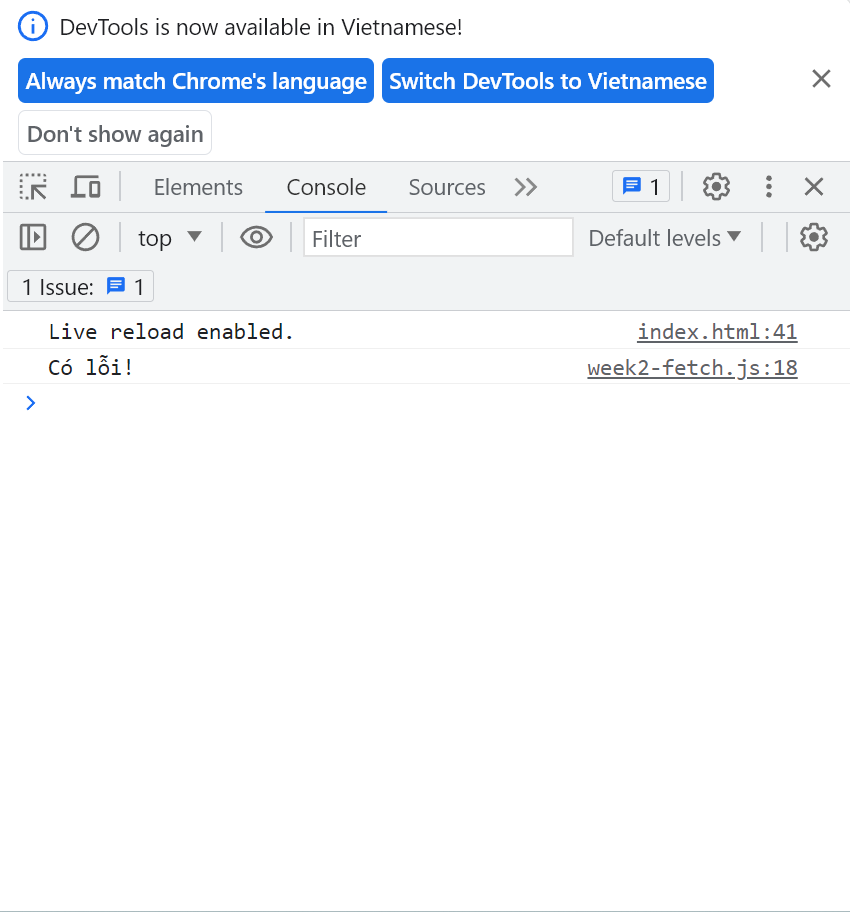 DevTools is now available in Vietnamese!
Always match Chrome's language Switch DevTools to Vietnamese
Don't show again
Elements Console Sources 1
top Filter Default levels
1 Issue: 1
Live reload enabled. index.html:41
Có lỗi! week2-fetch.js:18